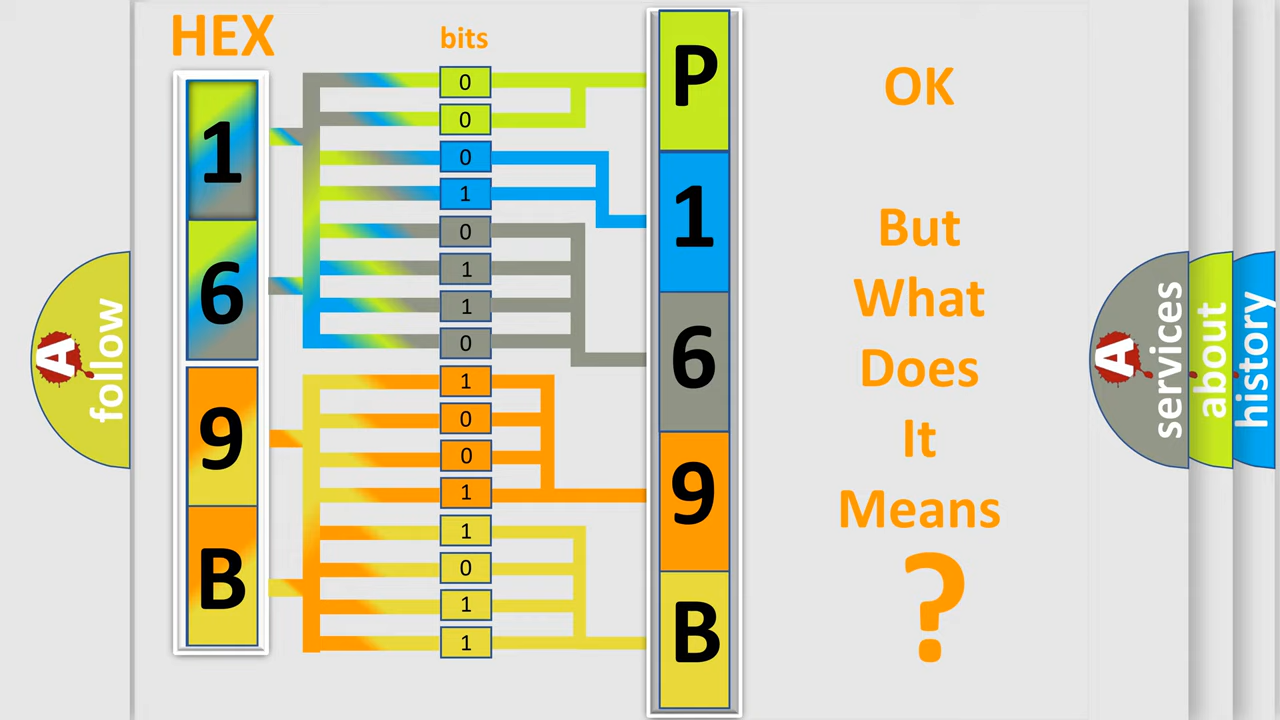 HEX
bits
1
6
9
B
0
0
0
1
0
1
1
0
1
0
0
1
1
0
1
1
P
1
6
9
B
OK
But
What
Does
It
Means
?
A
follow
A
services
about
history